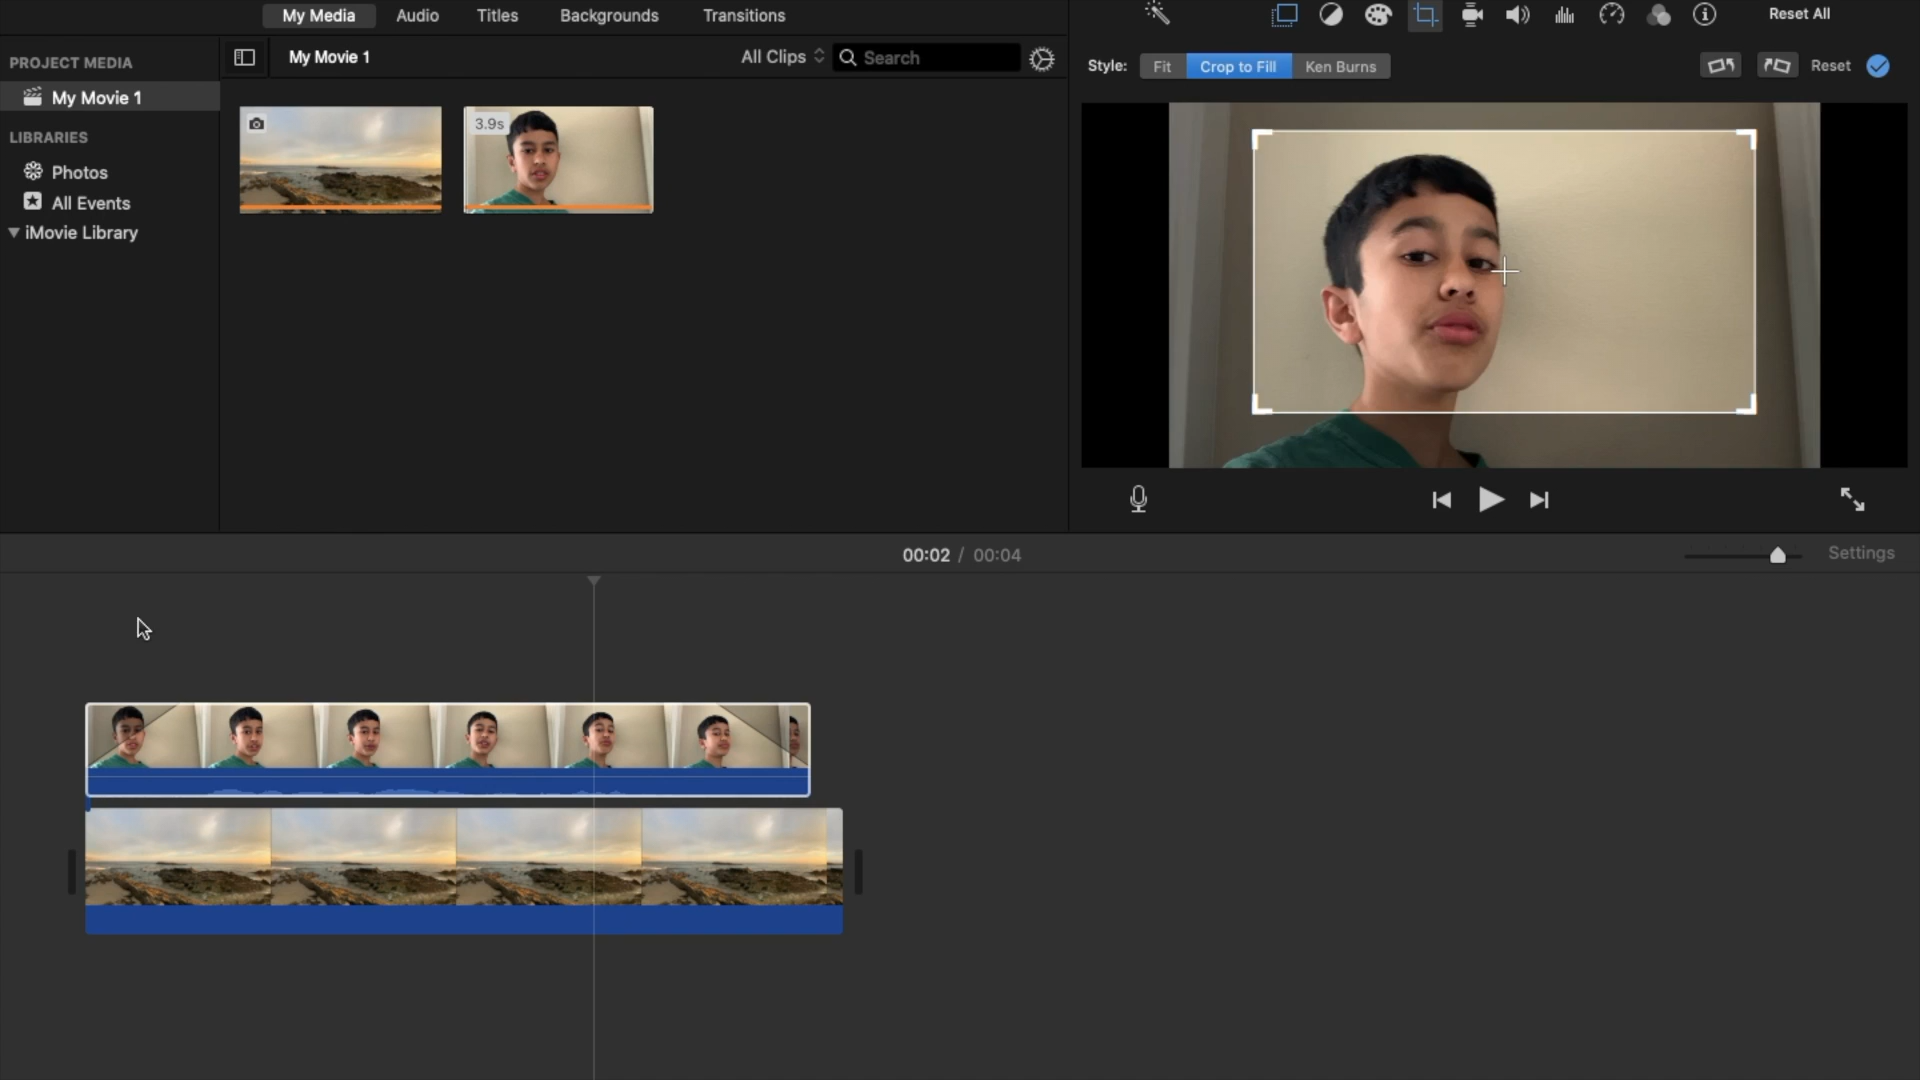 My Media Audio Titles Backgrounds Transitions
Reset All
PROJECT MEDIA
My Movie 1
LIBRARIES
Photos
All Events
iMovie Library
My Movie 1
All Clips
Search
3.9s
Style: Fit Crop to Fill Ken Burns
Reset
00:02 / 00:04
Settings